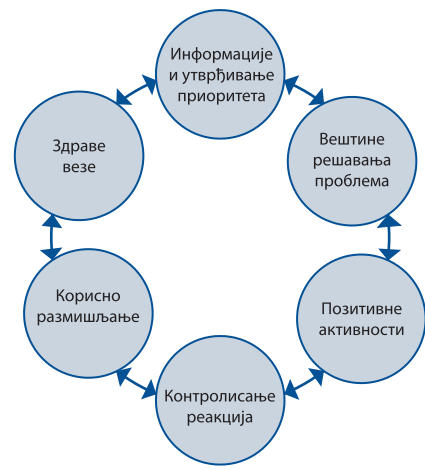 Информације
и утврђивање
приоритета
Вештине
решавања
проблема
Позитивне
активности
Контролисање
реакција
Корисно
размишљање
Здраве
везе